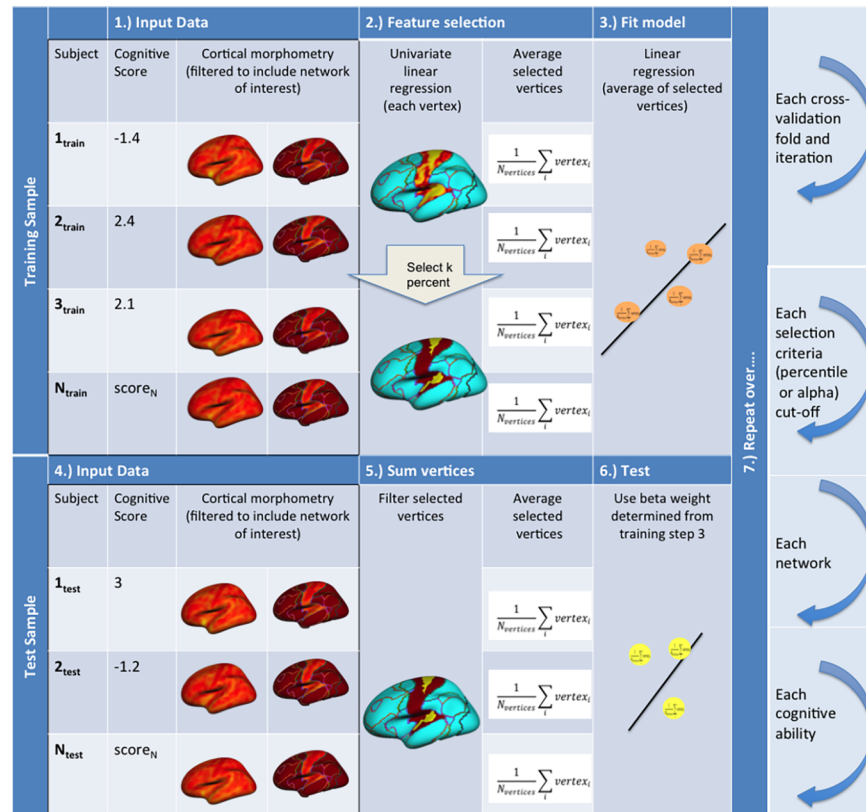 1.) Input Data
2.) Feature selection
3.) Fit model
Subject
Cognitive
Score
Cortical morphometry
(filtered to include network
of interest)
Univariate
linear
regression
(each vertex)
Average
selected
vertices
Linear
regression
(average of selected
vertices)
Training Sample
1train
-1.4
1/Nvertices ∑i vertexi
2train
2.4
1/Nvertices ∑i vertexi
Select k
percent
3train
2.1
1/Nvertices ∑i vertexi
Ntrain
scoreN
1/Nvertices ∑i vertexi
4.) Input Data
5.) Sum vertices
6.) Test
Subject
Cognitive
Score
Cortical morphometry
(filtered to include network
of interest)
Filter selected
vertices
Average
selected
vertices
Use beta weight
determined from
training step 3
Test Sample
1test
3
1/Nvertices ∑i vertexi
2test
-1.2
1/Nvertices ∑i vertexi
Ntest
scoreN
1/Nvertices ∑i vertexi
7.) Repeat over....
Each cross-
validation
fold and
iteration
Each
selection
criteria
(percentile
or alpha)
cut-off
Each
network
Each
cognitive
ability